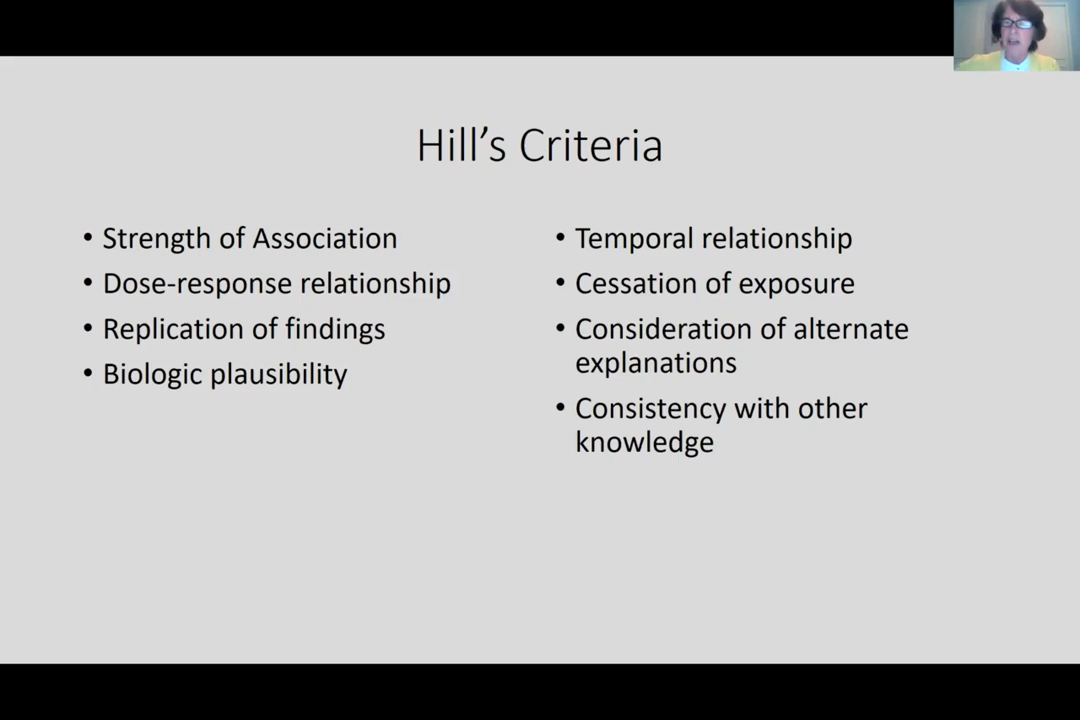 Hill’s Criteria
• Strength of Association
• Dose-response relationship
• Replication of findings
• Biologic plausibility
• Temporal relationship
• Cessation of exposure
• Consideration of alternate
explanations
• Consistency with other
knowledge